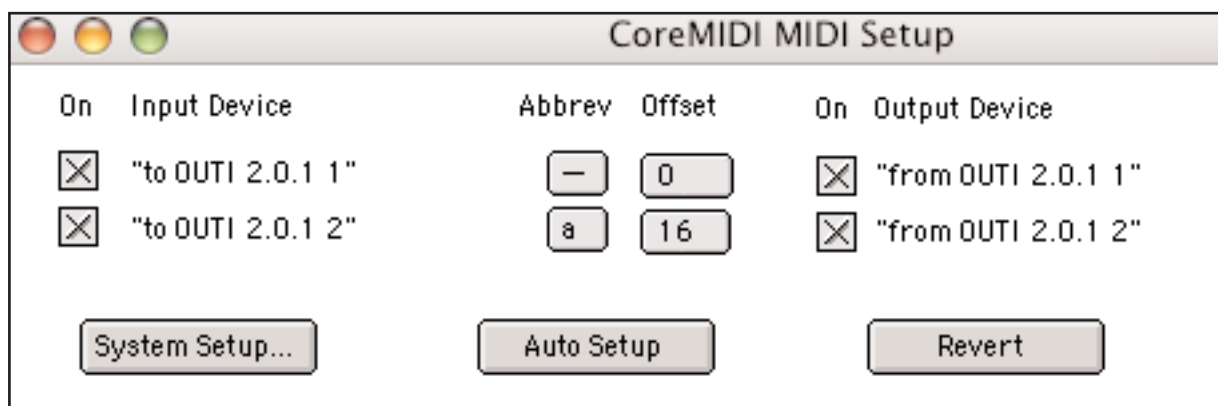 CoreMIDI MIDI Setup
On Input Device Abbrev Offset On Output Device
"to OUTI 2.0.1 1" — 0 "from OUTI 2.0.1 1"
"to OUTI 2.0.1 2" a 16 "from OUTI 2.0.1 2"
System Setup... Auto Setup Revert